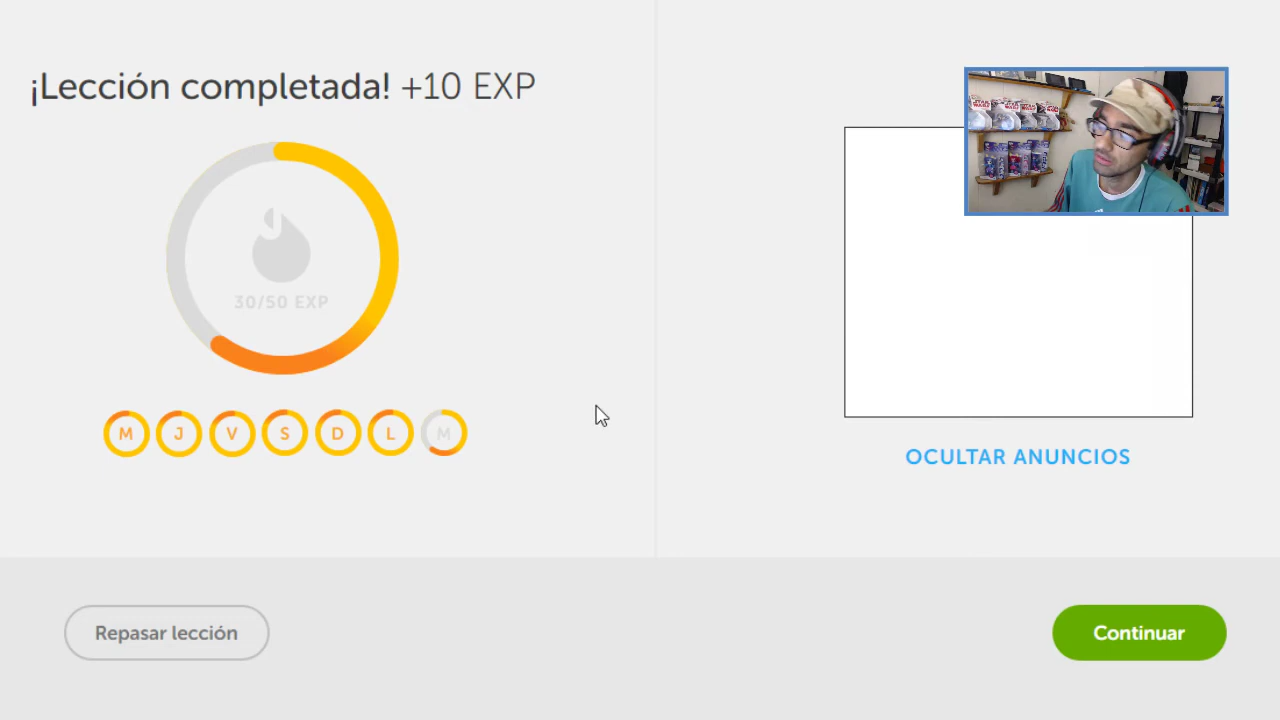 ¡Lección completada! +10 EXP
30/50 EXP
M J V S D L M
OCULTAR ANUNCIOS
Repasar lección
Continuar